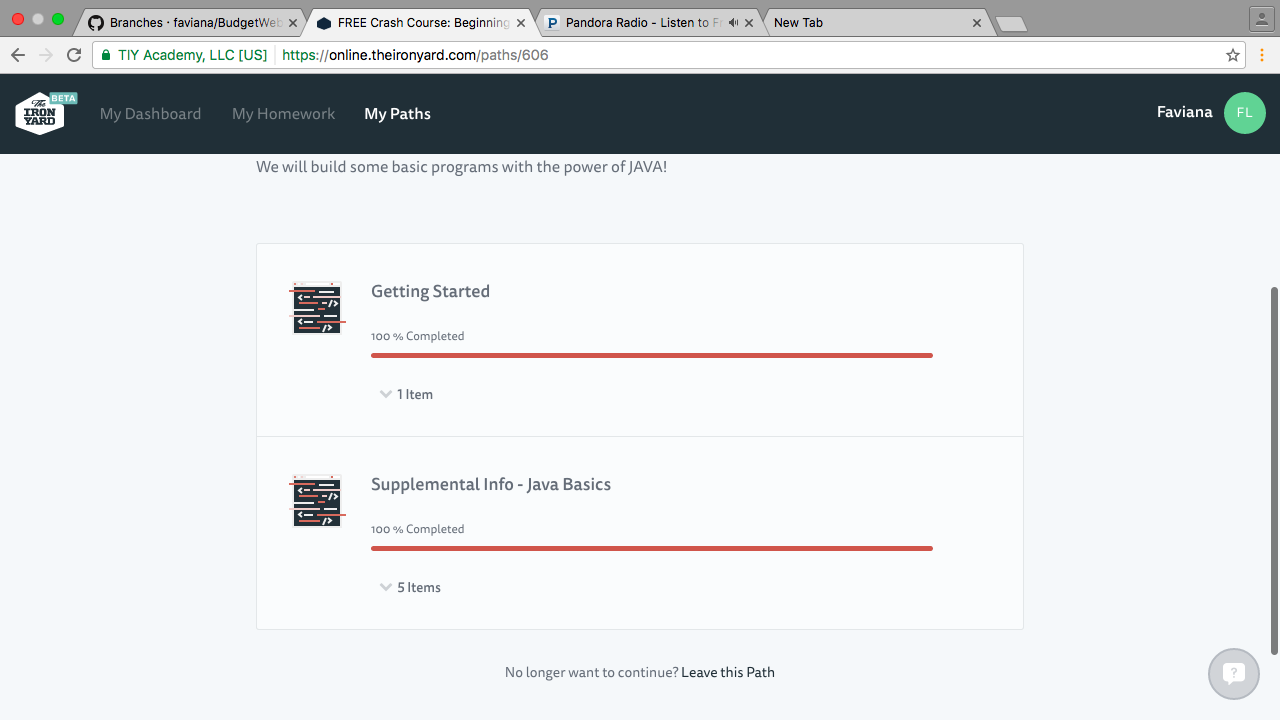 Branches · faviana/BudgetWeb
FREE Crash Course: Beginning
Pandora Radio - Listen to Fr
New Tab
TIY Academy, LLC [US]
https://online.theironyard.com/paths/606
The
IRON
YARD
BETA
My Dashboard
My Homework
My Paths
Faviana
FL
We will build some basic programs with the power of JAVA!
Getting Started
100 % Completed
1 Item
Supplemental Info - Java Basics
100 % Completed
5 Items
No longer want to continue? Leave this Path